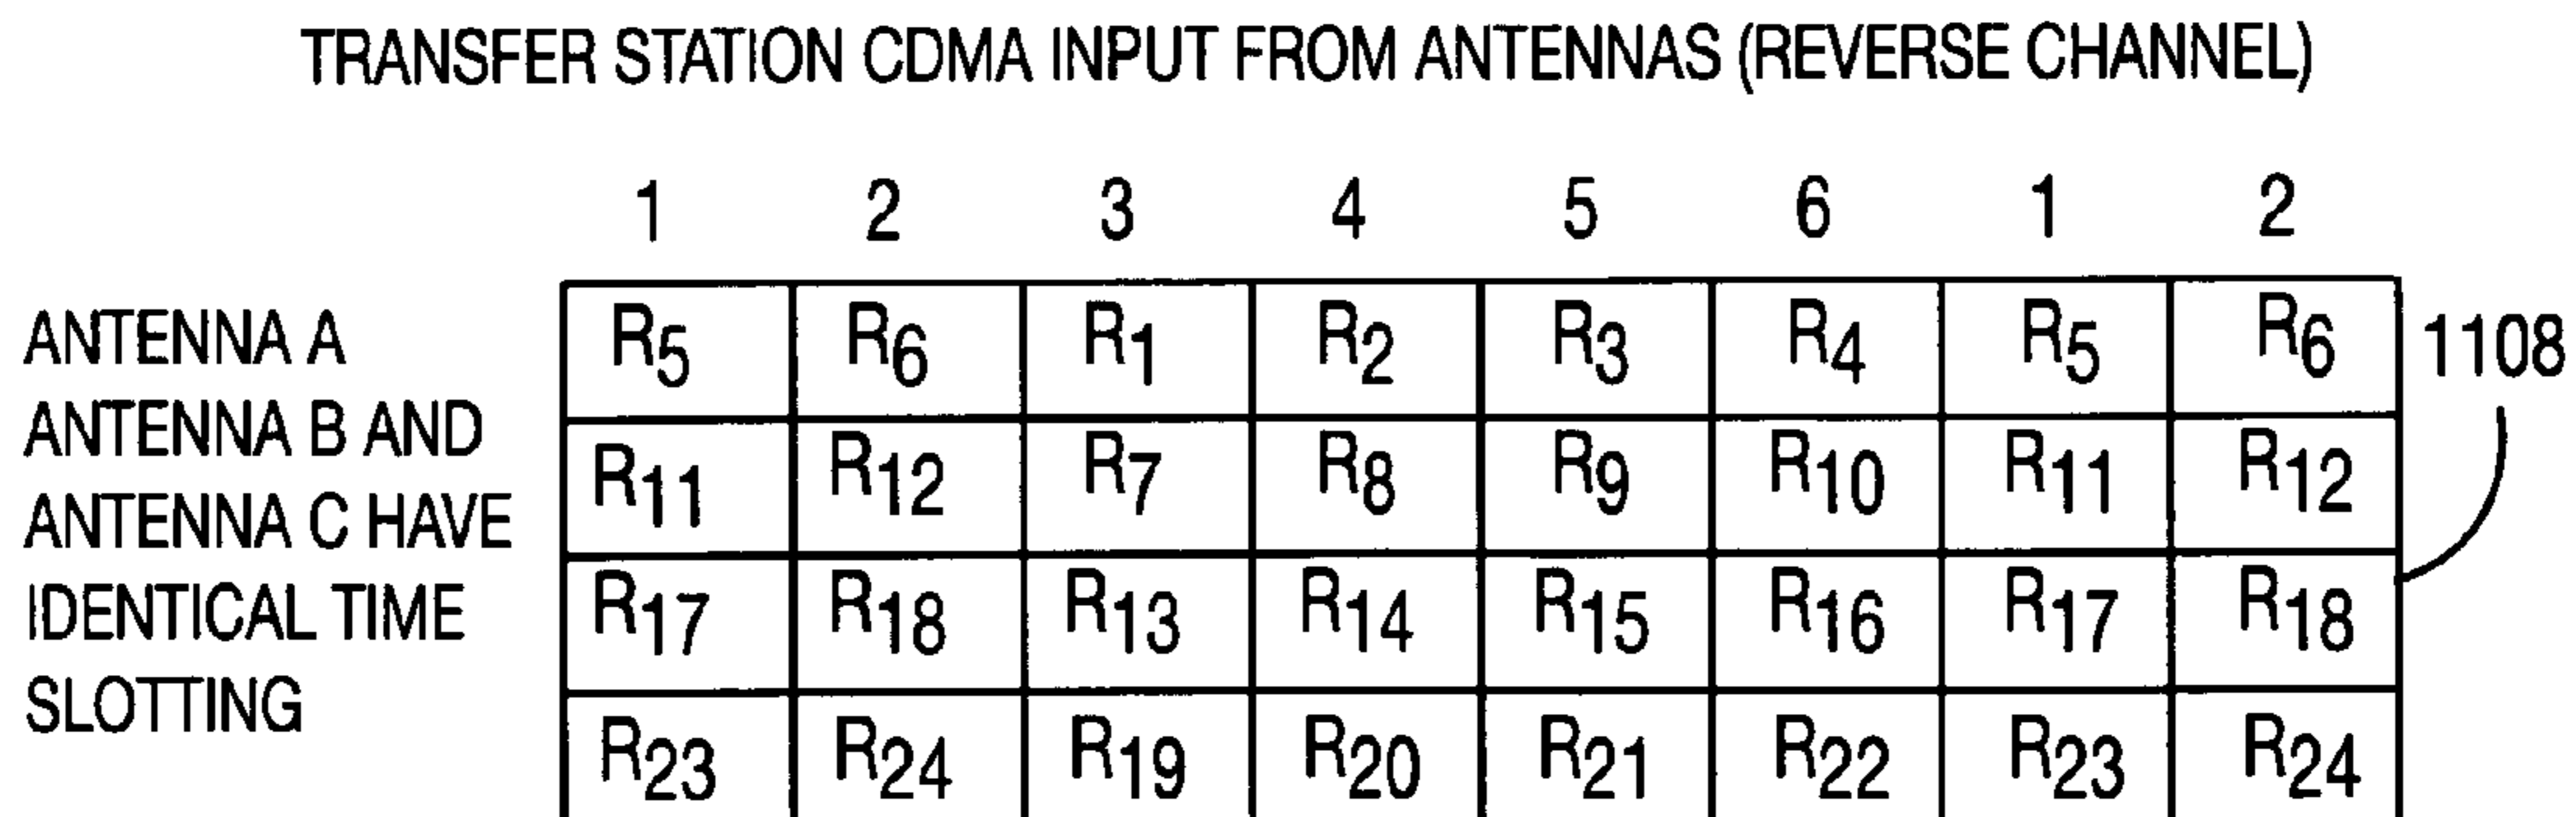 TRANSFER STATION CDMA INPUT FROM ANTENNAS (REVERSE CHANNEL)
1 2 3 4 5 6 1 2
ANTENNA A
ANTENNA B AND
ANTENNA C HAVE
IDENTICAL TIME
SLOTTING
R5 R6 R1 R2 R3 R4 R5 R6
R11 R12 R7 R8 R9 R10 R11 R12
R17 R18 R13 R14 R15 R16 R17 R18
R23 R24 R19 R20 R21 R22 R23 R24
1108